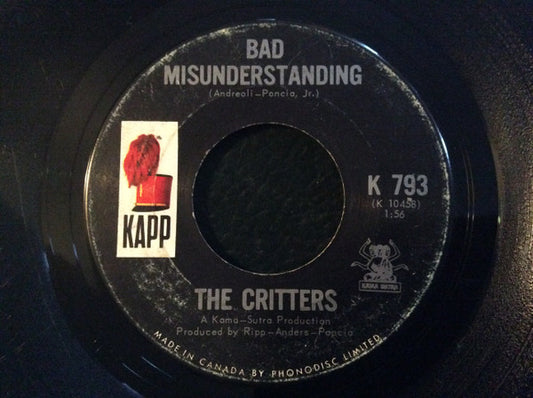 BAD
MISUNDERSTANDING
(Andreoli-Poncia, Jr.)
KAPP
K 793
(K 10458)
1:56
KAMA SUTRA
THE CRITTERS
A Kama-Sutra Production
Produced by Ripp-Anders-Poncia
MADE IN CANADA BY PHONODISC LIMITED